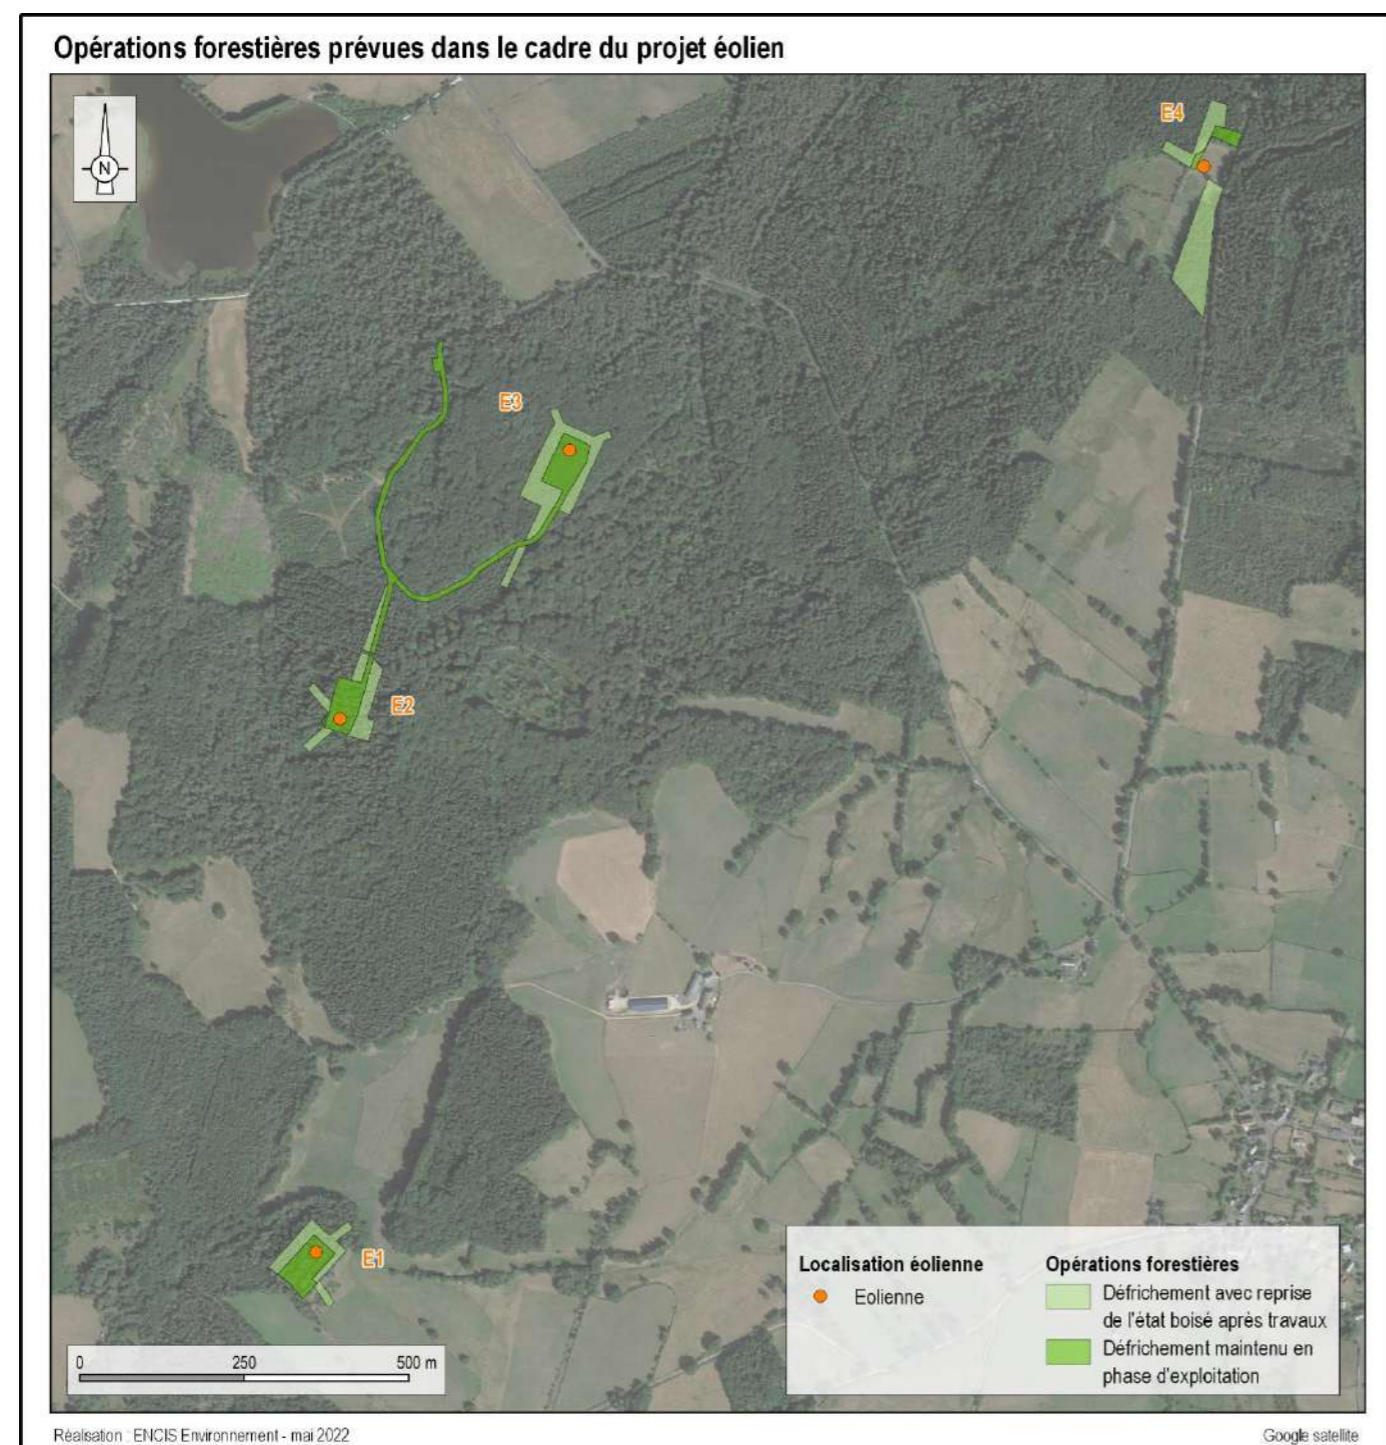 Opérations forestières prévues dans le cadre du projet éolien
N
E4
E3
E2
E1
Localisation éolienne
Eolienne
Opérations forestières
Défrichement avec reprise
de l'état boisé après travaux
Défrichement maintenu en
phase d'exploitation
0 250 500 m
Réalisation : ENCIS Environnement - mai 2022
Google satellite